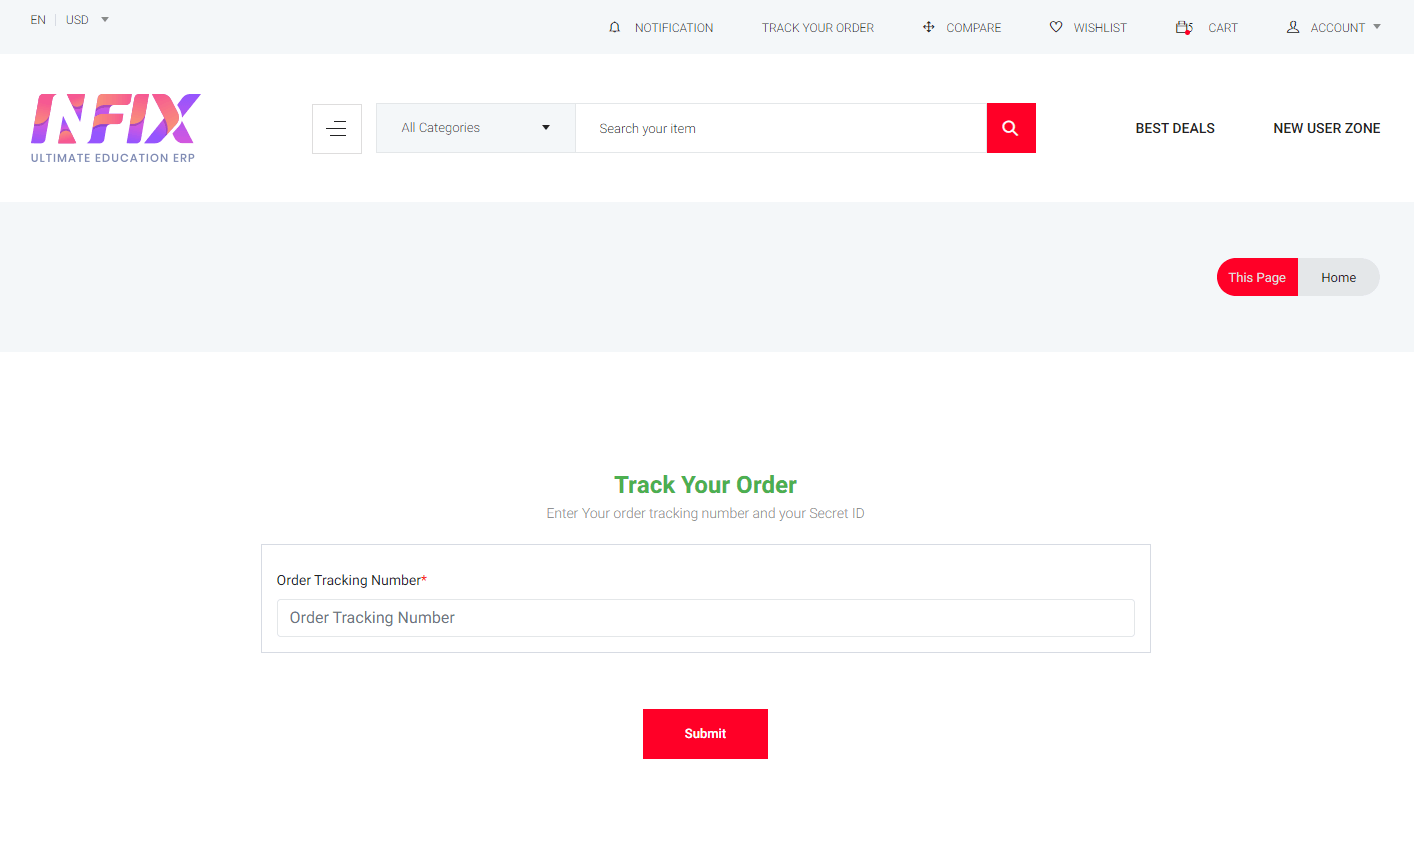 EN USD
NOTIFICATION TRACK YOUR ORDER COMPARE WISHLIST CART ACCOUNT
INFIX
ULTIMATE EDUCATION ERP
All Categories Search your item BEST DEALS NEW USER ZONE
This Page Home
Track Your Order
Enter Your order tracking number and your Secret ID
Order Tracking Number*
Order Tracking Number
Submit